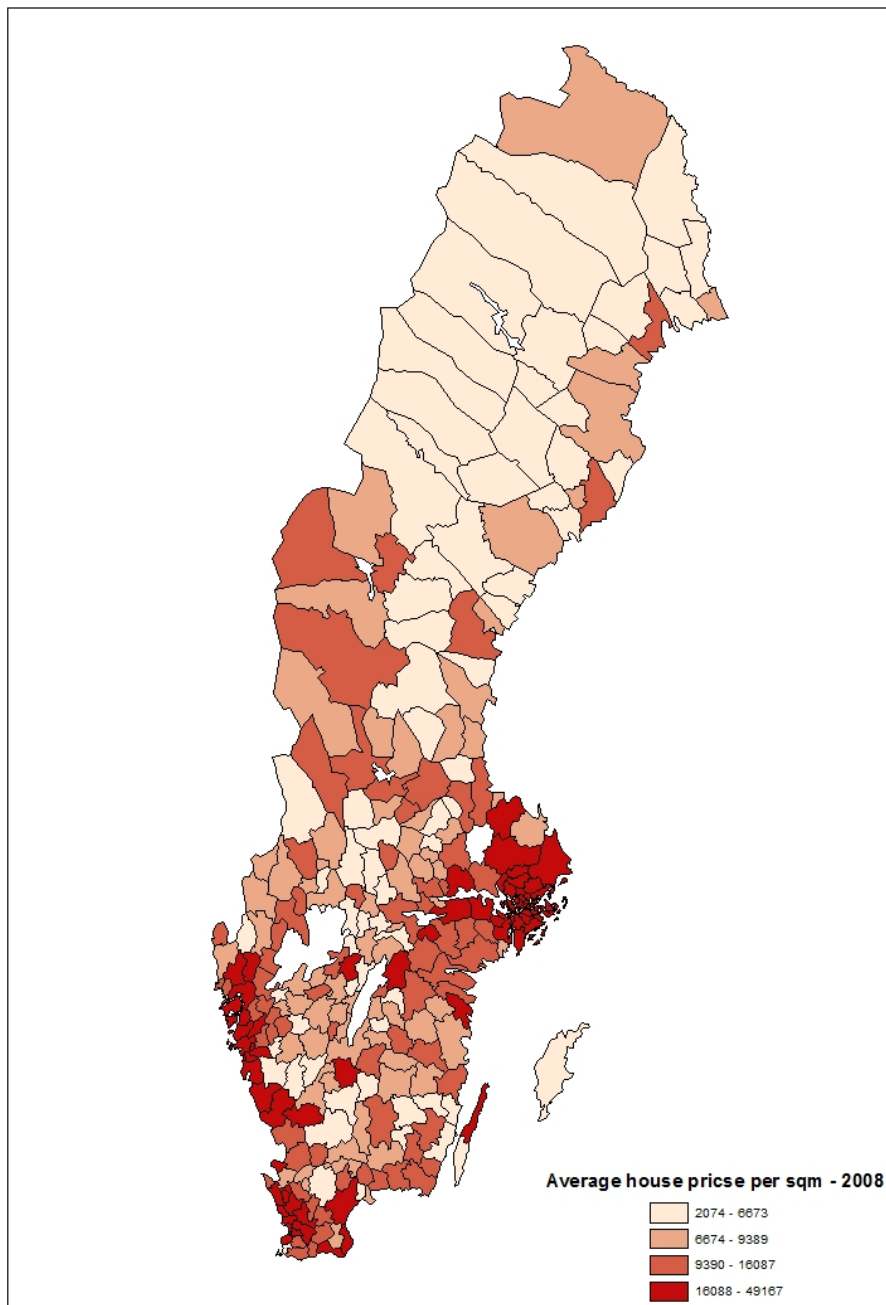 Average house pricse per sqm - 2008
2074 - 6673
6674 - 9389
9390 - 16087
16088 - 49167